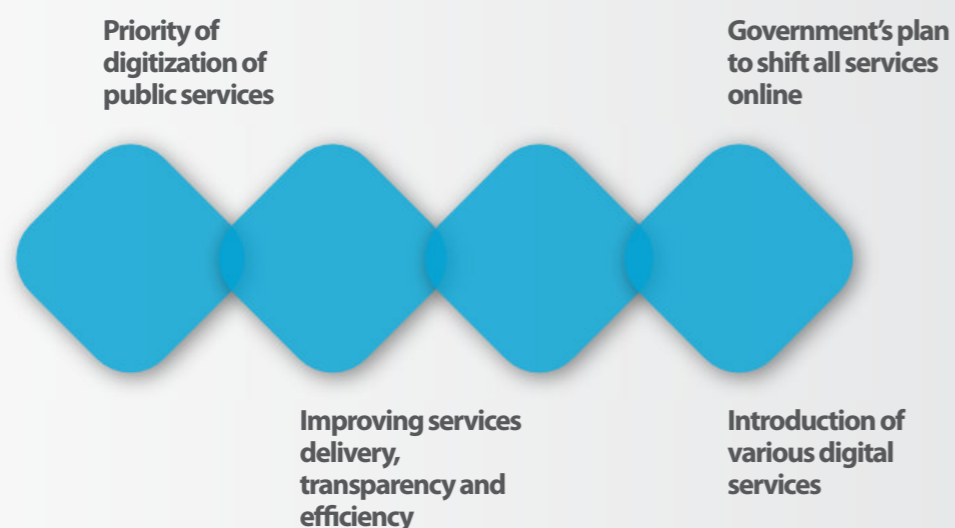 Priority of
digitization of
public services
Government’s plan
to shift all services
online
Improving services
delivery,
transparency and
efficiency
Introduction of
various digital
services